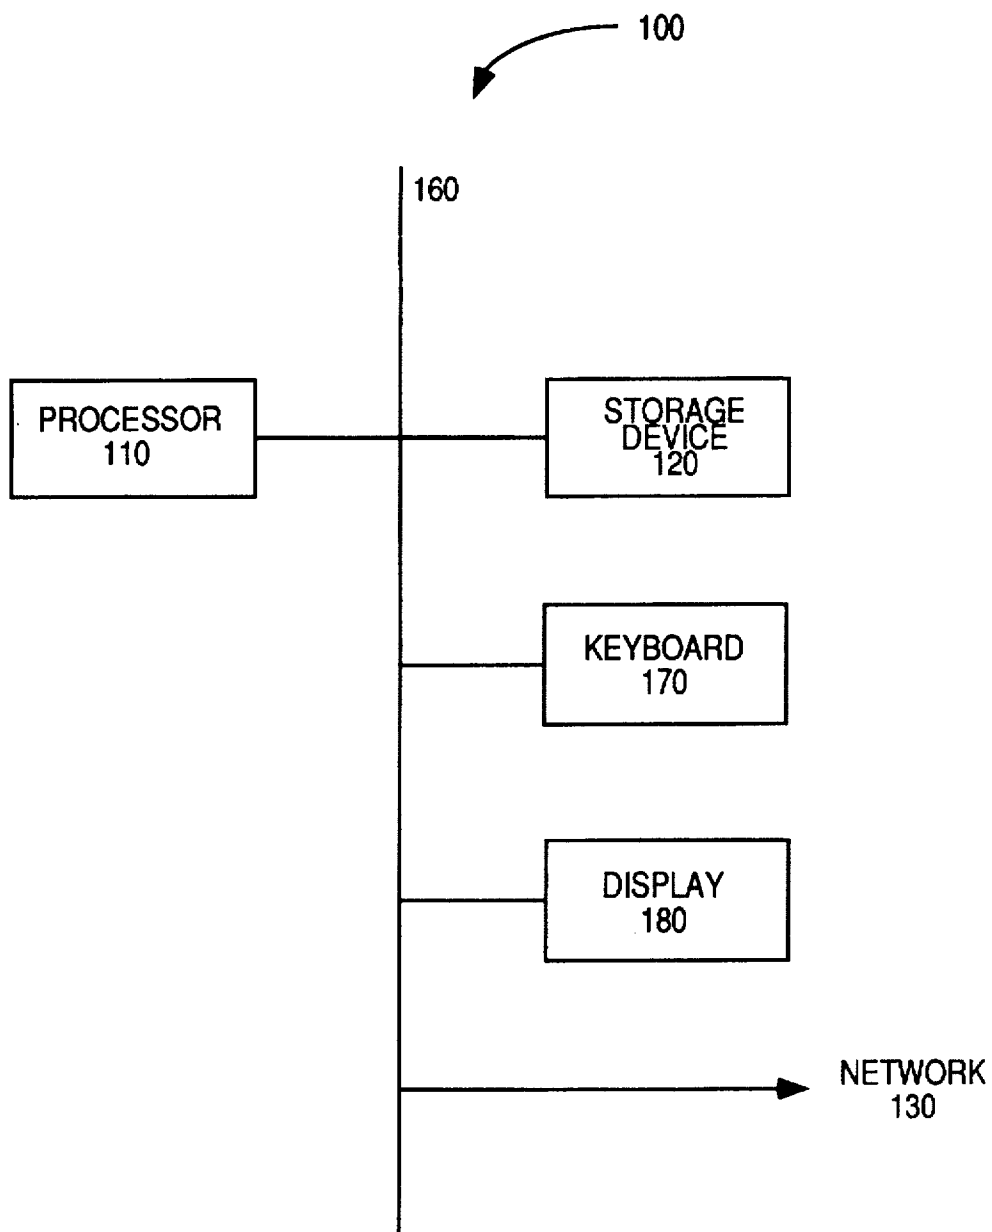 100
160
PROCESSOR
110
STORAGE
DEVICE
120
KEYBOARD
170
DISPLAY
180
NETWORK
130